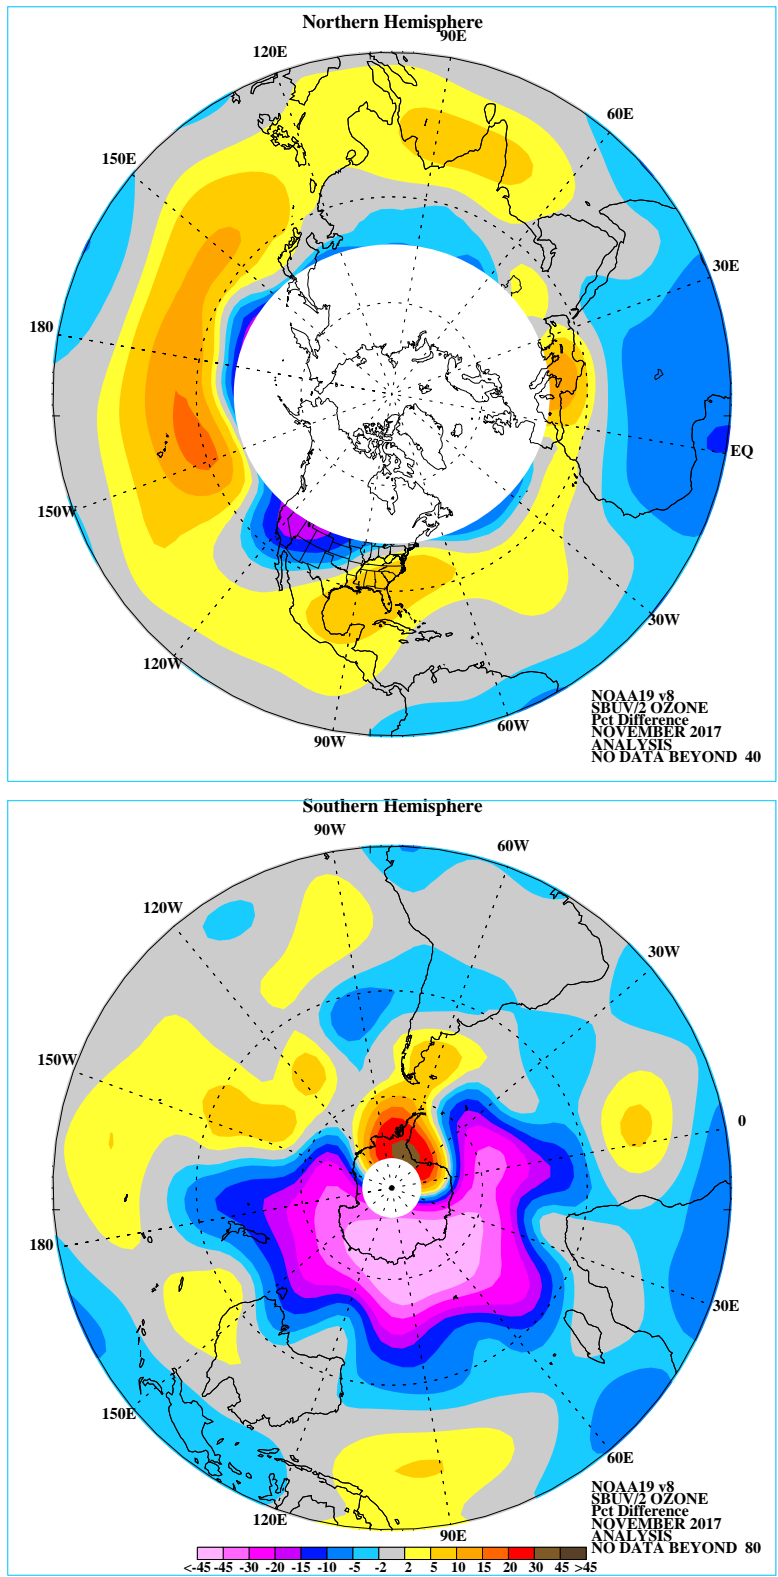 Northern Hemisphere
90E
120E
60E
150E
30E
180
EQ
150W
30W
120W
60W
90W
NOAA19 v8
SBUV/2 OZONE
Pct Difference
NOVEMBER 2017
ANALYSIS
NO DATA BEYOND 40
Southern Hemisphere
90W
60W
120W
30W
150W
0
180
30E
150E
60E
120E
90E
NOAA19 v8
SBUV/2 OZONE
Pct Difference
NOVEMBER 2017
ANALYSIS
NO DATA BEYOND 80
<-45 -45 -30 -20 -15 -10 -5 -2 2 5 10 15 20 30 45 >45